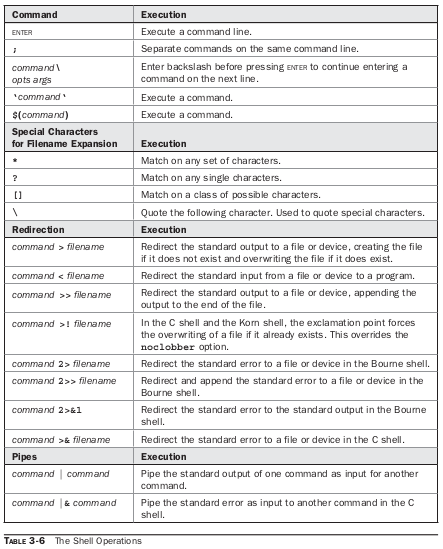 Command Execution
ENTER Execute a command line.
; Separate commands on the same command line.
command\ Enter backslash before pressing ENTER to continue entering a
opts args command on the next line.
`command` Execute a command.
$(command) Execute a command.
Special Characters
for Filename Expansion Execution
* Match on any set of characters.
? Match on any single characters.
[] Match on a class of possible characters.
\ Quote the following character. Used to quote special characters.
Redirection Execution
command > filename Redirect the standard output to a file or device, creating the file
if it does not exist and overwriting the file if it does exist.
command < filename Redirect the standard input from a file or device to a program.
command >> filename Redirect the standard output to a file or device, appending the
output to the end of the file.
command >! filename In the C shell and the Korn shell, the exclamation point forces
the overwriting of a file if it already exists. This overrides the
noclobber option.
command 2> filename Redirect the standard error to a file or device in the Bourne shell.
command 2>> filename Redirect and append the standard error to a file or device in the
Bourne shell.
command 2>&1 Redirect the standard error to the standard output in the Bourne
shell.
command >& filename Redirect the standard error to a file or device in the C shell.
Pipes Execution
command | command Pipe the standard output of one command as input for another
command.
command |& command Pipe the standard error as input to another command in the C
shell.
TABLE 3-6 The Shell Operations